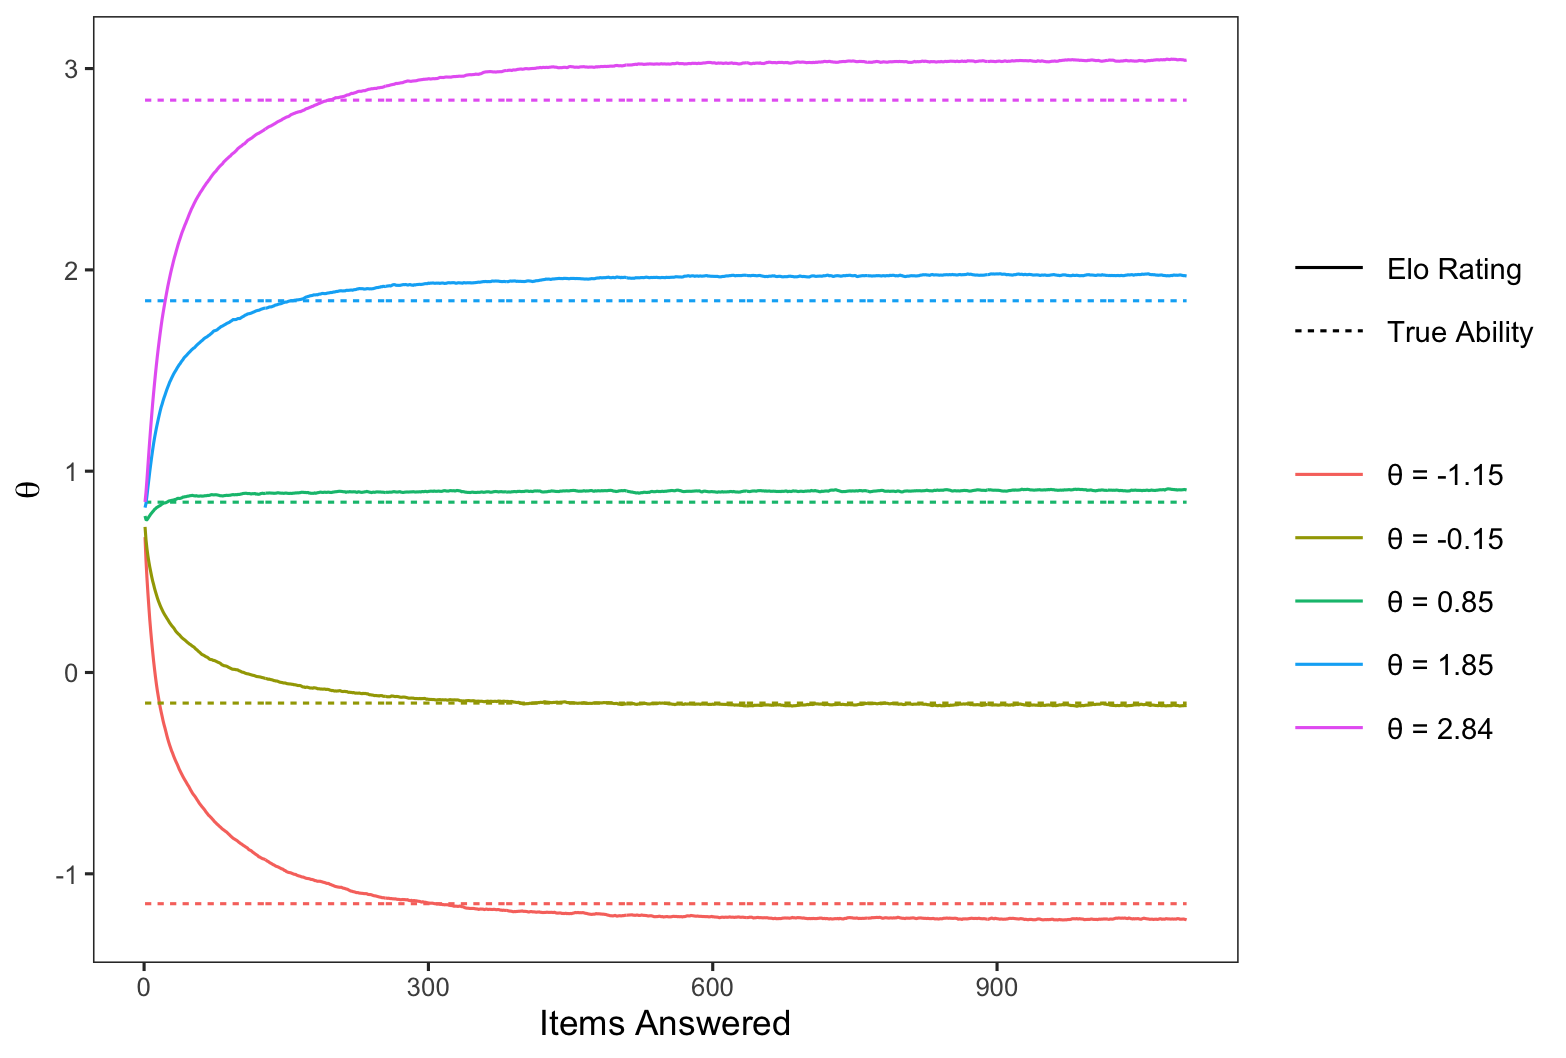 3
2
1
0
-1
θ
0
300
600
900
Items Answered
Elo Rating
True Ability
θ = -1.15
θ = -0.15
θ = 0.85
θ = 1.85
θ = 2.84